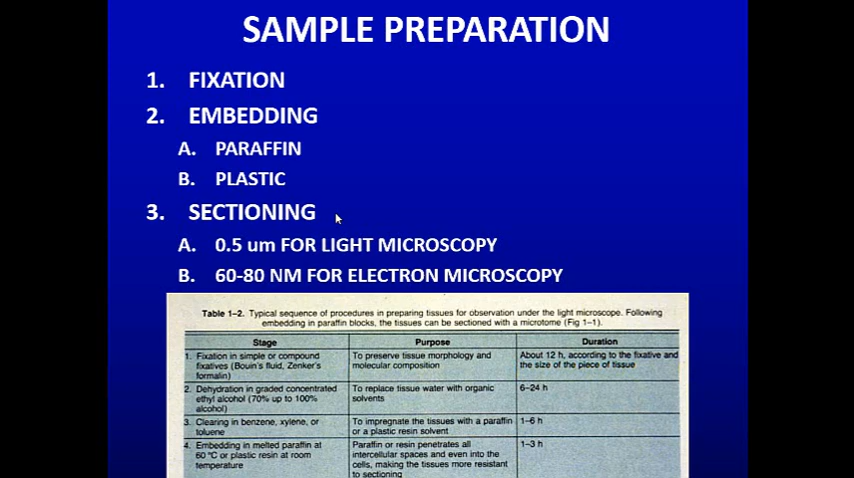 SAMPLE PREPARATION
1. FIXATION
2. EMBEDDING
A. PARAFFIN
B. PLASTIC
3. SECTIONING
A. 0.5 um FOR LIGHT MICROSCOPY
B. 60-80 NM FOR ELECTRON MICROSCOPY
Table 1–2. Typical sequence of procedures in preparing tissues for observation under the light microscope. Following
embedding in paraffin blocks, the tissues can be sectioned with a microtome (Fig 1–1).
Stage Purpose Duration
1. Fixation in simple or compound
fixatives (Bouin's fluid, Zenker's
formalin)
To preserve tissue morphology and
molecular composition
About 12 h, according to the fixative and
the size of the piece of tissue
2. Dehydration in graded concentrated
ethyl alcohol (70% up to 100%
alcohol)
To replace tissue water with organic
solvents
6–24 h
3. Clearing in benzene, xylene, or
toluene
To impregnate the tissues with a paraffin
or a plastic resin solvent
1–6 h
4. Embedding in melted paraffin at
60 °C or plastic resin at room
temperature
Paraffin or resin penetrates all
intercellular spaces and even into the
cells, making the tissues more resistant
to sectioning
1–3 h